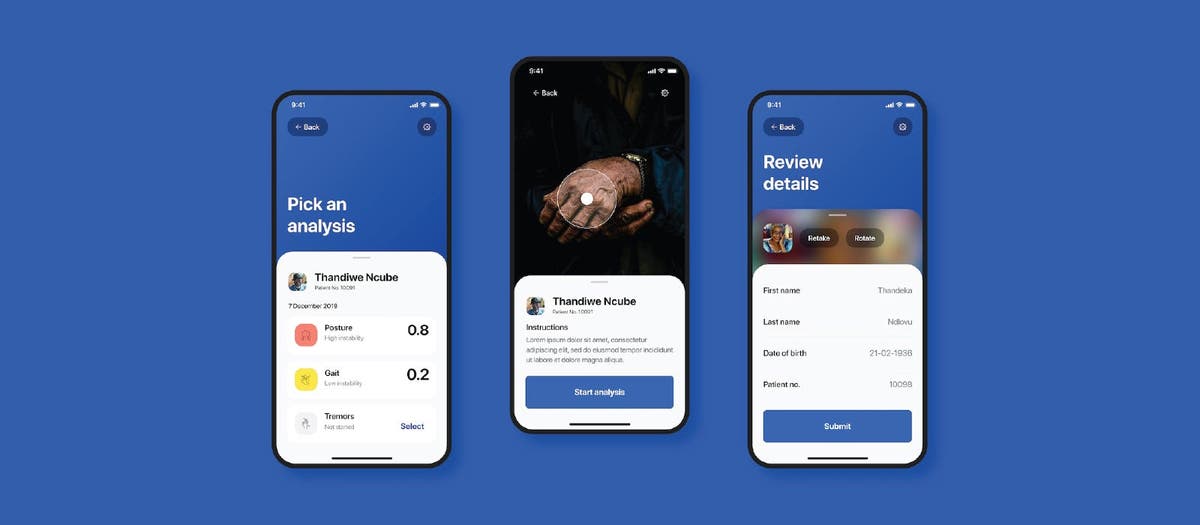 9:41
← Back
Pick an
analysis
Thandiwe Ncube
Patient No. 10091
7 December 2019
Posture
High instability
0.8
Gait
Low instability
0.2
Tremors
Not started
Select
9:41
← Back
Thandiwe Ncube
Patient No. 10091
Instructions
Lorem ipsum dolor sit amet, consectetur
adipiscing elit, sed do eiusmod tempor incididunt
ut labore et dolore magna aliqua.
Start analysis
9:41
← Back
Review
details
Retake
Rotate
First name
Thandeka
Last name
Ndlovu
Date of birth
21-02-1936
Patient no.
10098
Submit